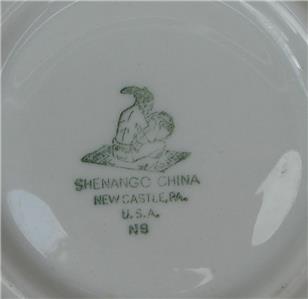 SHENANGO CHINA
NEW CASTLE, PA.
U.S.A.
N9